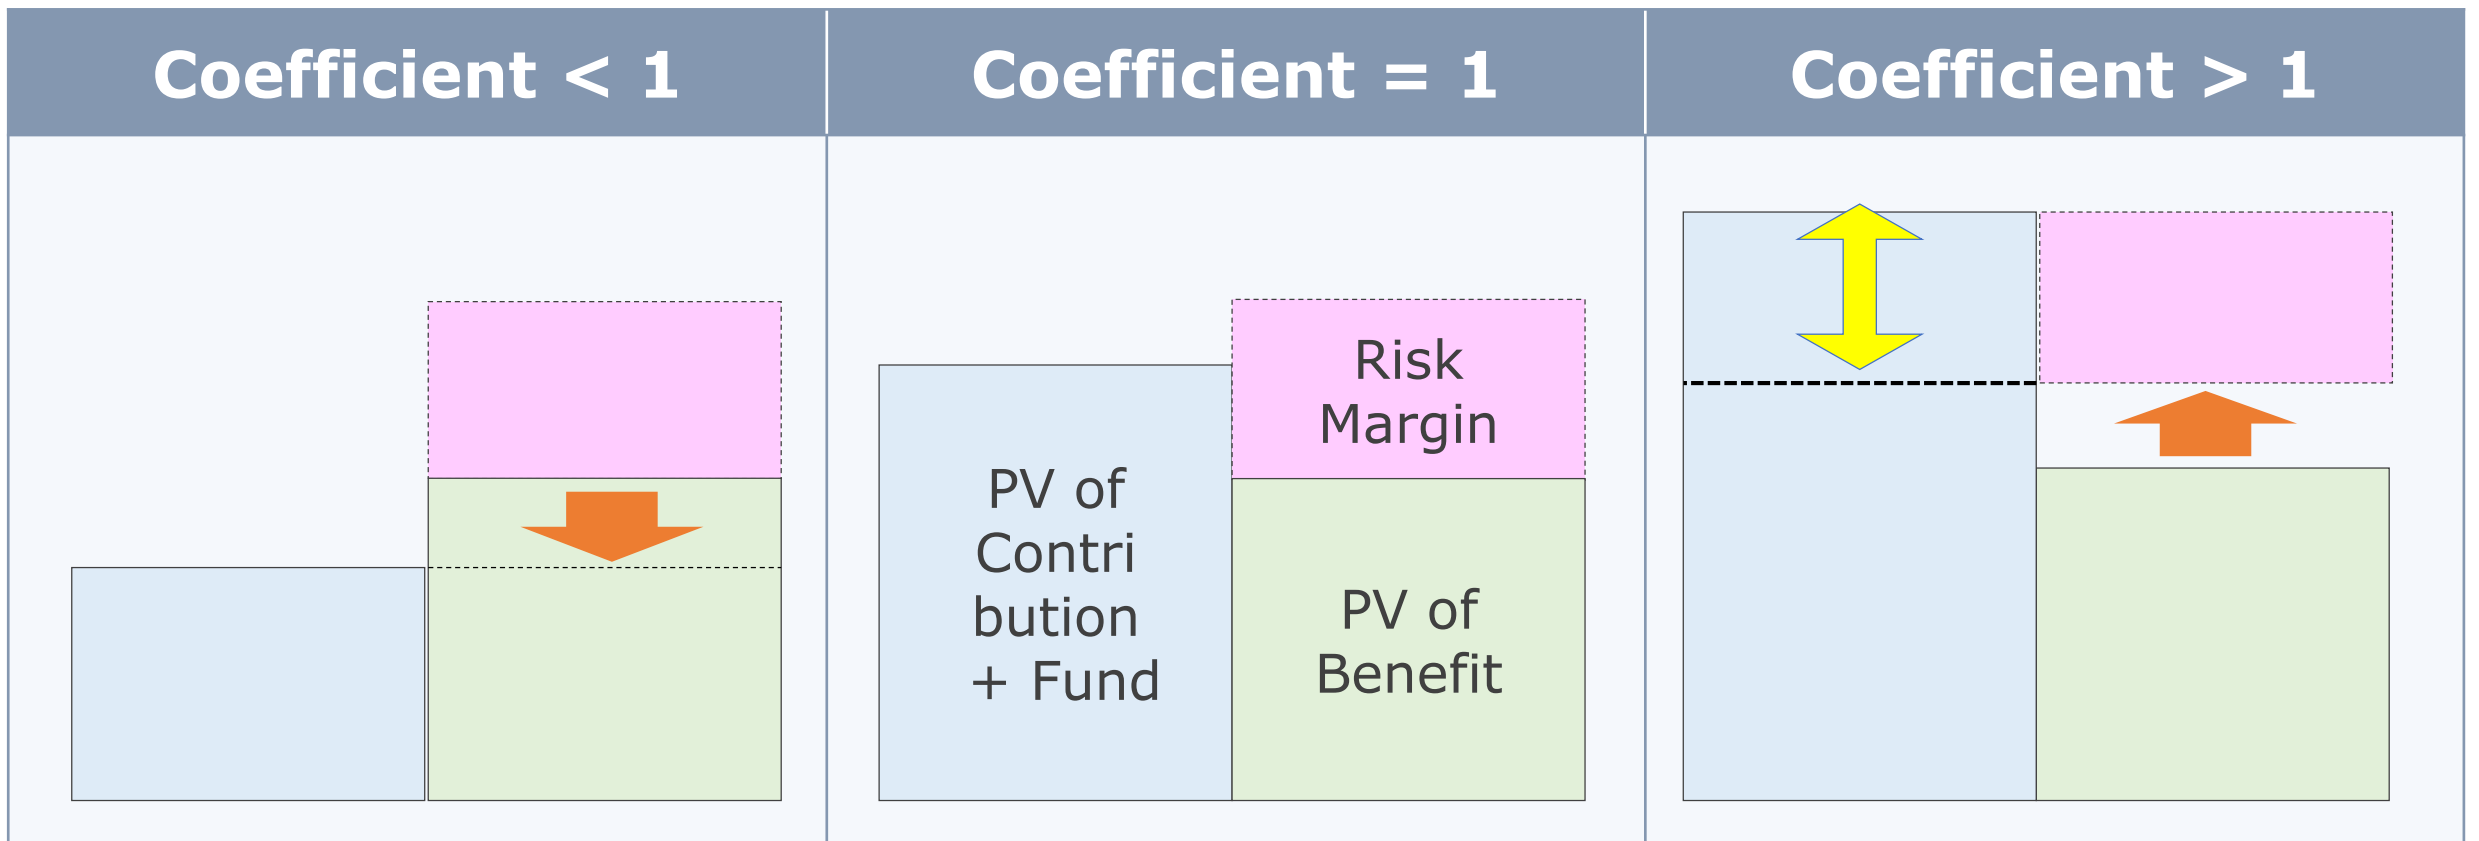 Coefficient < 1
Coefficient = 1
Coefficient > 1
PV of
Contri
bution
+ Fund
Risk
Margin
PV of
Benefit